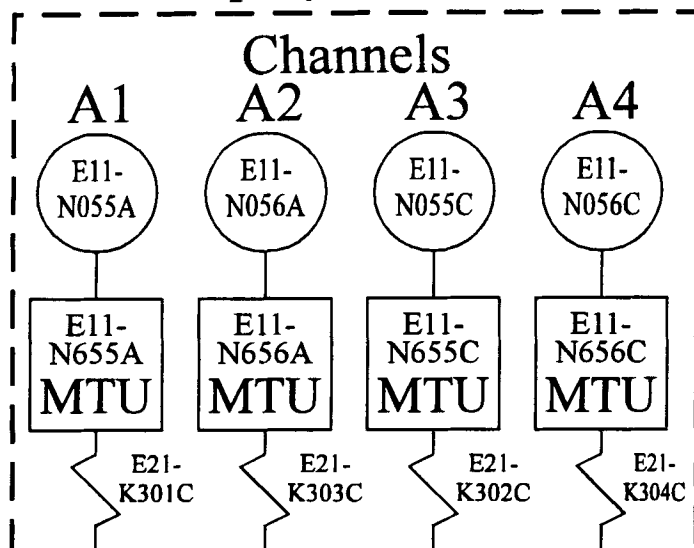 Channels
A1 A2 A3 A4
E11- E11- E11- E11-
N055A N056A N055C N056C
E11- E11- E11- E11-
N655A N656A N655C N656C
MTU MTU MTU MTU
E21- E21- E21- E21-
K301C K303C K302C K304C